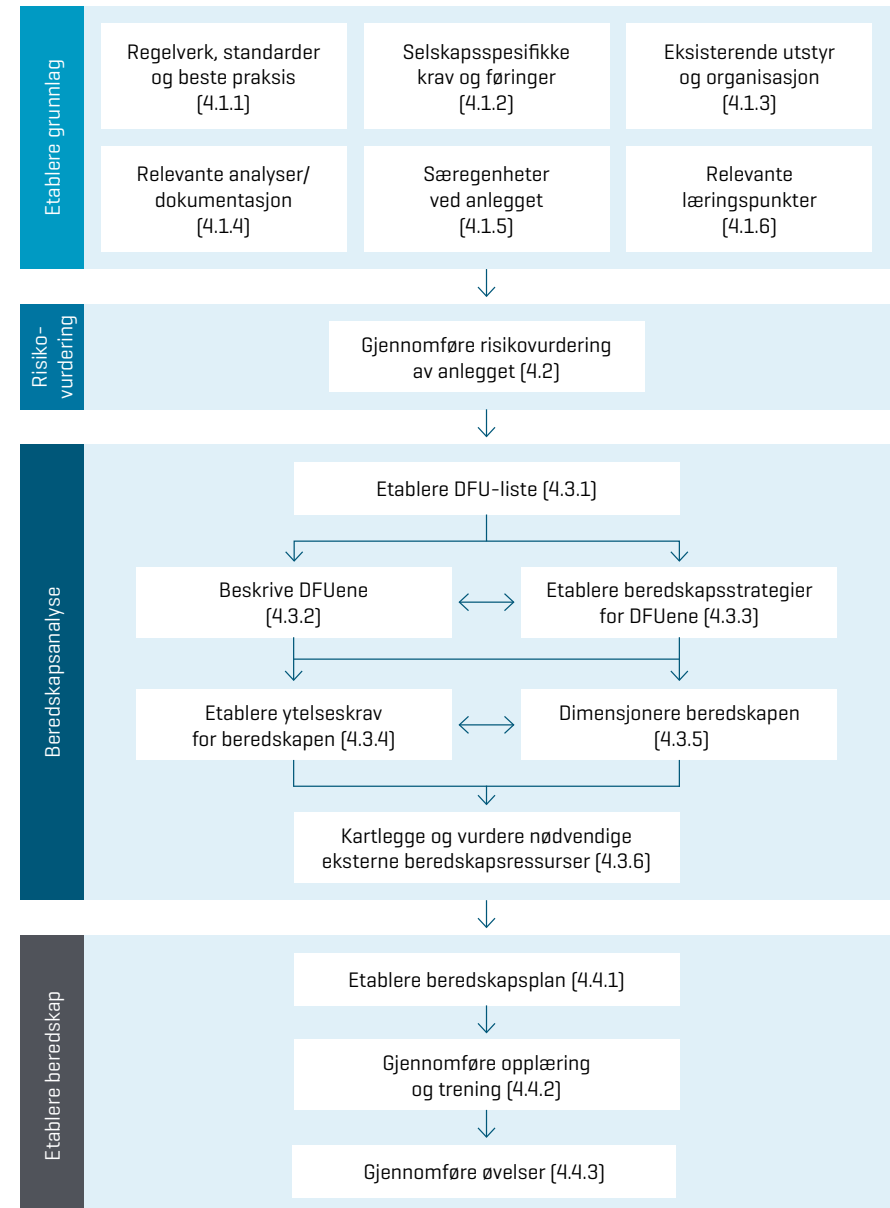 Etablere grunnlag
Regelverk, standarder
og beste praksis
(4.1.1)
Selskapsspesifikke
krav og føringer
(4.1.2)
Eksisterende utstyr
og organisasjon
(4.1.3)
Relevante analyser/
dokumentasjon
(4.1.4)
Særegenheter
ved anlegget
(4.1.5)
Relevante
læringspunkter
(4.1.6)
Risiko-
vurdering
Gjennomføre risikovurdering
av anlegget (4.2)
Beredskapsanalyse
Etablere DFU-liste (4.3.1)
Beskrive DFUene
(4.3.2)
Etablere beredskapsstrategier
for DFUene (4.3.3)
Etablere ytelseskrav
for beredskapen (4.3.4)
Dimensjonere beredskapen
(4.3.5)
Kartlegge og vurdere nødvendige
eksterne beredskapsressurser (4.3.6)
Etablere beredskap
Etablere beredskapsplan (4.4.1)
Gjennomføre opplæring
og trening (4.4.2)
Gjennomføre øvelser (4.4.3)